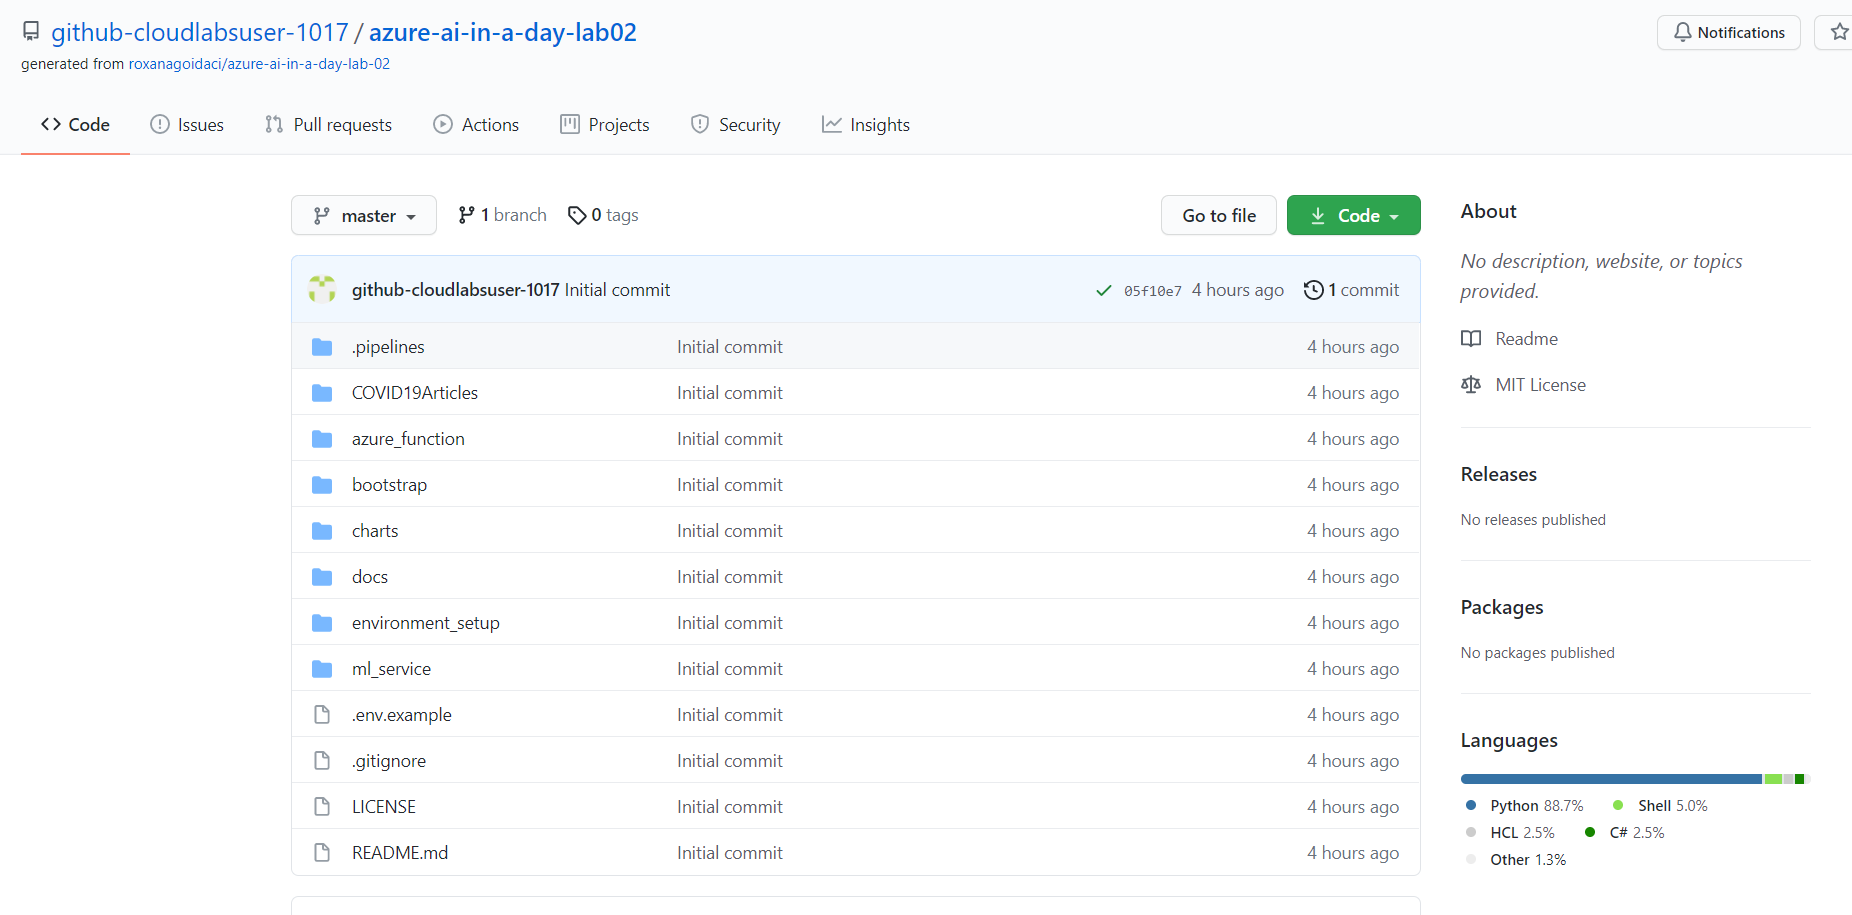 github-cloudlabsuser-1017 / azure-ai-in-a-day-lab02
Notifications
generated from roxanagoidaci/azure-ai-in-a-day-lab-02
Code Issues Pull requests Actions Projects Security Insights
master 1 branch 0 tags
Go to file Code
github-cloudlabsuser-1017 Initial commit 05f10e7 4 hours ago 1 commit
.pipelines Initial commit 4 hours ago
COVID19Articles Initial commit 4 hours ago
azure_function Initial commit 4 hours ago
bootstrap Initial commit 4 hours ago
charts Initial commit 4 hours ago
docs Initial commit 4 hours ago
environment_setup Initial commit 4 hours ago
ml_service Initial commit 4 hours ago
.env.example Initial commit 4 hours ago
.gitignore Initial commit 4 hours ago
LICENSE Initial commit 4 hours ago
README.md Initial commit 4 hours ago
About
No description, website, or topics
provided.
Readme
MIT License
Releases
No releases published
Packages
No packages published
Languages
Python 88.7% Shell 5.0%
HCL 2.5% C# 2.5%
Other 1.3%